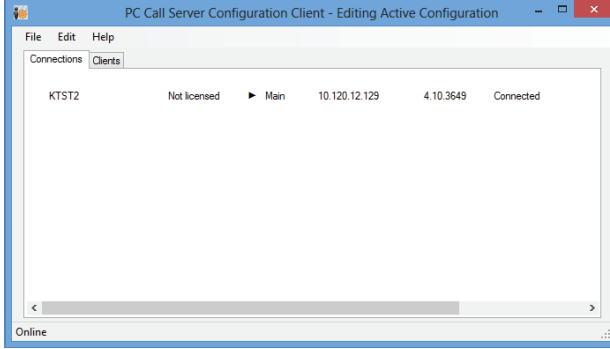 PC Call Server Configuration Client - Editing Active Configuration
File Edit Help
Connections Clients
KTST2 Not licensed ► Main 10.120.12.129 4.10.3649 Connected
Online